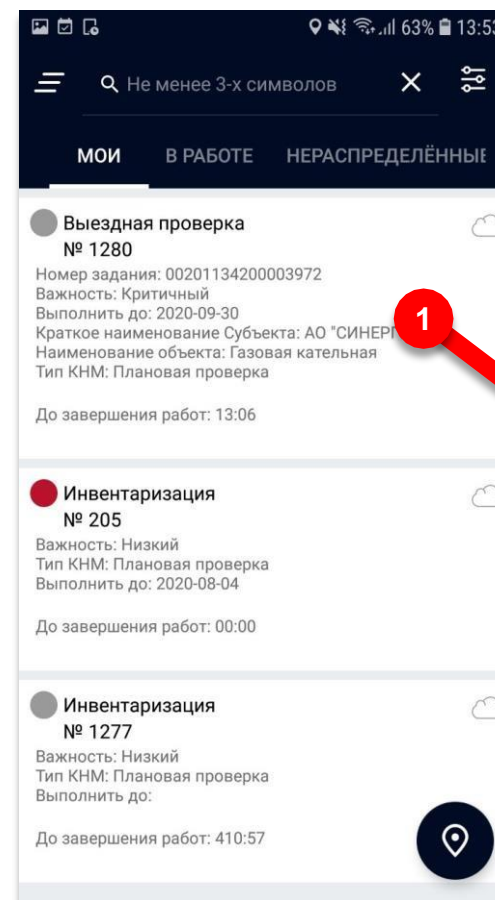 63% 13:53
Не менее 3-х символов
МОИ В РАБОТЕ НЕРАСПРЕДЕЛЁННЫЕ
Выездная проверка
№ 1280
Номер задания: 00201134200003972
Важность: Критичный
Выполнить до: 2020-09-30
Краткое наименование Субъекта: АО "СИНЕРГ
Наименование объекта: Газовая кательная
Тип КНМ: Плановая проверка
1
До завершения работ: 13:06
Инвентаризация
№ 205
Важность: Низкий
Тип КНМ: Плановая проверка
Выполнить до: 2020-08-04
До завершения работ: 00:00
Инвентаризация
№ 1277
Важность: Низкий
Тип КНМ: Плановая проверка
Выполнить до:
До завершения работ: 410:57